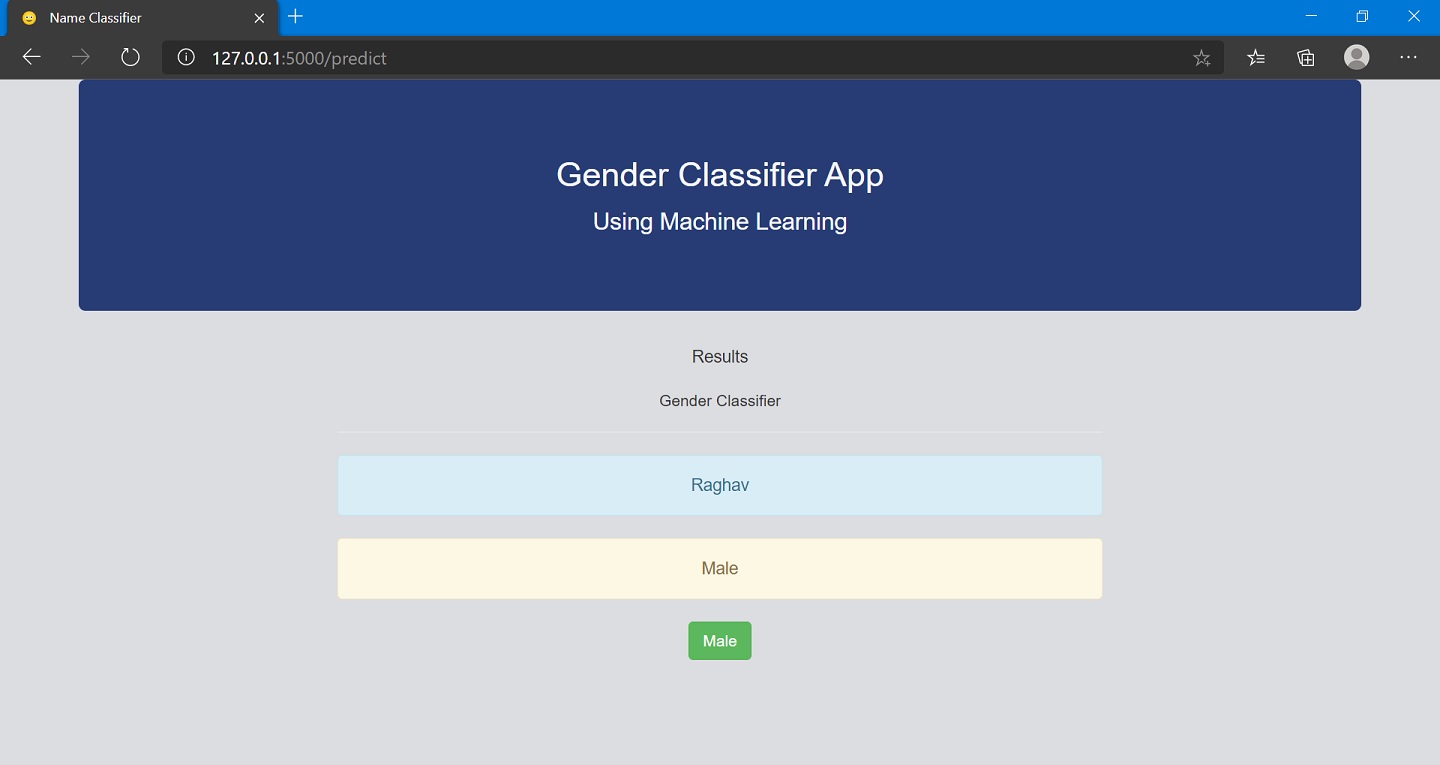 Name Classifier
127.0.0.1:5000/predict
Gender Classifier App
Using Machine Learning
Results
Gender Classifier
Raghav
Male
Male